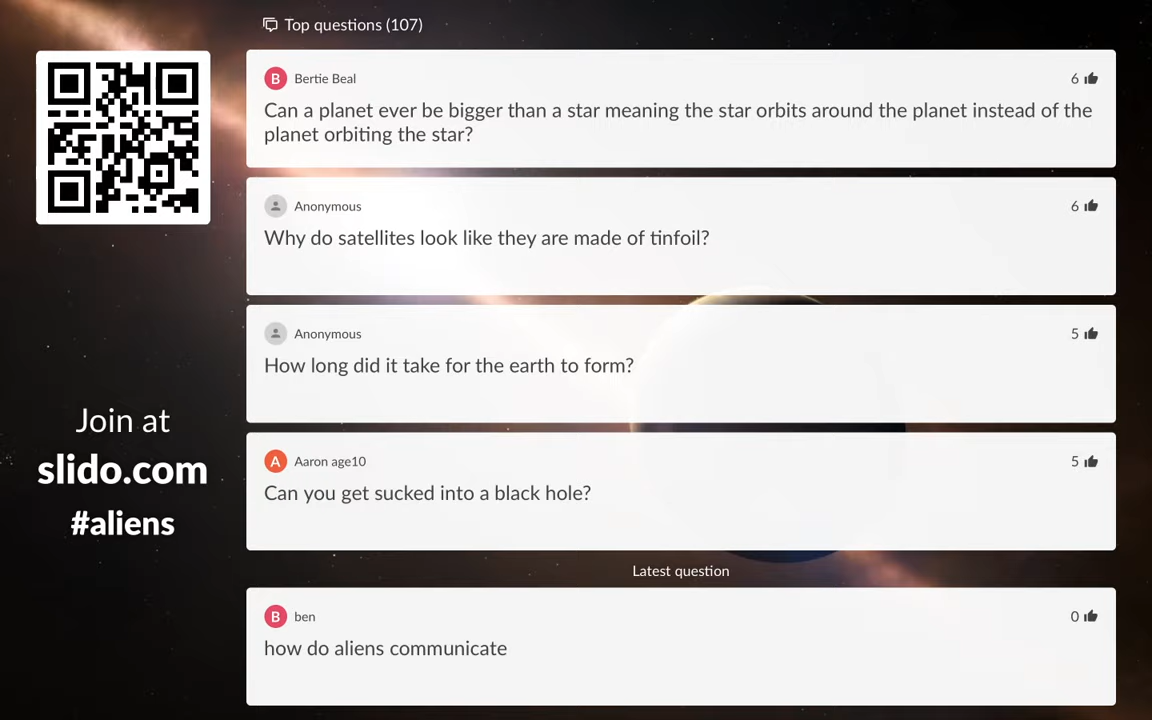 Top questions (107)
B Bertie Beal
6
Can a planet ever be bigger than a star meaning the star orbits around the planet instead of the
planet orbiting the star?
Anonymous
6
Why do satellites look like they are made of tinfoil?
Anonymous
5
How long did it take for the earth to form?
A Aaron age10
5
Can you get sucked into a black hole?
Join at
slido.com
#aliens
Latest question
B ben
0
how do aliens communicate